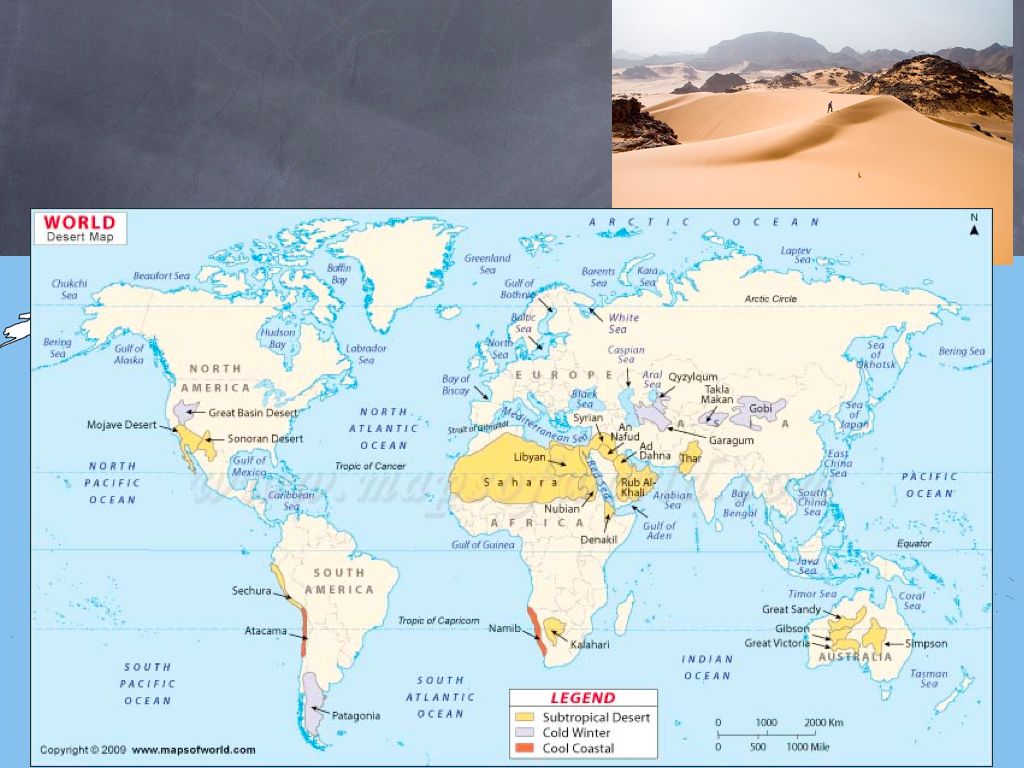 WORLD
Desert Map
N
ARCTIC OCEAN
Greenland
Sea
Barents
Sea
Kara
Sea
Laptev
Sea
Chukchi
Sea
Beaufort Sea
Baffin
Bay
Gulf of
Bothnia
Arctic Circle
Baltic
Sea
White
Sea
Bering
Sea
Gulf of
Alaska
Hudson
Bay
Labrador
Sea
North
Sea
Caspian
Sea
Sea
of
Okhotsk
Bering Sea
NORTH
AMERICA
EUROPE
Bay of
Biscay
Aral
Sea
Qyzylqum
Takla
Makan
Black
Sea
ASIA
Gobi
Great Basin Desert
Mojave Desert
NORTH
ATLANTIC
OCEAN
Strait of Gibraltar
Mediterranean Sea
Syrian
An
Nafud
Garagum
Sea of
Japan
Sonoran Desert
Ad
Dahna
Thar
East
China
Sea
Gulf of
Mexico
Tropic of Cancer
NORTH
PACIFIC
OCEAN
Libyan
Sahara
Red Sea
Rub Al-
Khali
PACIFIC
OCEAN
Caribbean
Sea
Nubian
Arabian
Sea
Bay
of
Bengal
South
China
Sea
AFRICA
Denakil
Gulf of
Aden
Gulf of Guinea
Equator
Java
Sea
SOUTH
AMERICA
Sechura
Timor Sea
Coral
Sea
Great Sandy
Atacama
Tropic of Capricorn
Namib
Kalahari
Gibson
Great Victoria
Simpson
AUSTRALIA
SOUTH
PACIFIC
OCEAN
SOUTH
ATLANTIC
OCEAN
INDIAN
OCEAN
Tasman
Sea
Patagonia
LEGEND
Subtropical Desert
Cold Winter
Cool Coastal
0 1000 2000 Km
0 500 1000 Mile
Copyright © 2009 www.mapsofworld.com